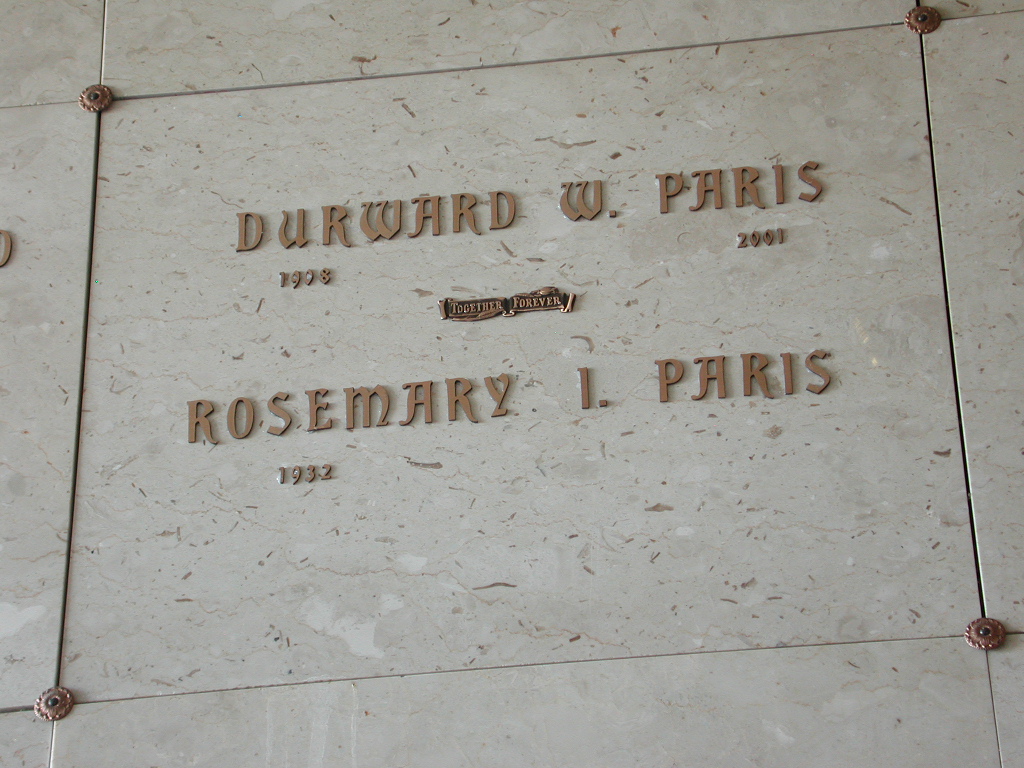 DURWARD W. PARIS
1998 2001
TOGETHER FOREVER
ROSEMARY I. PARIS
1932